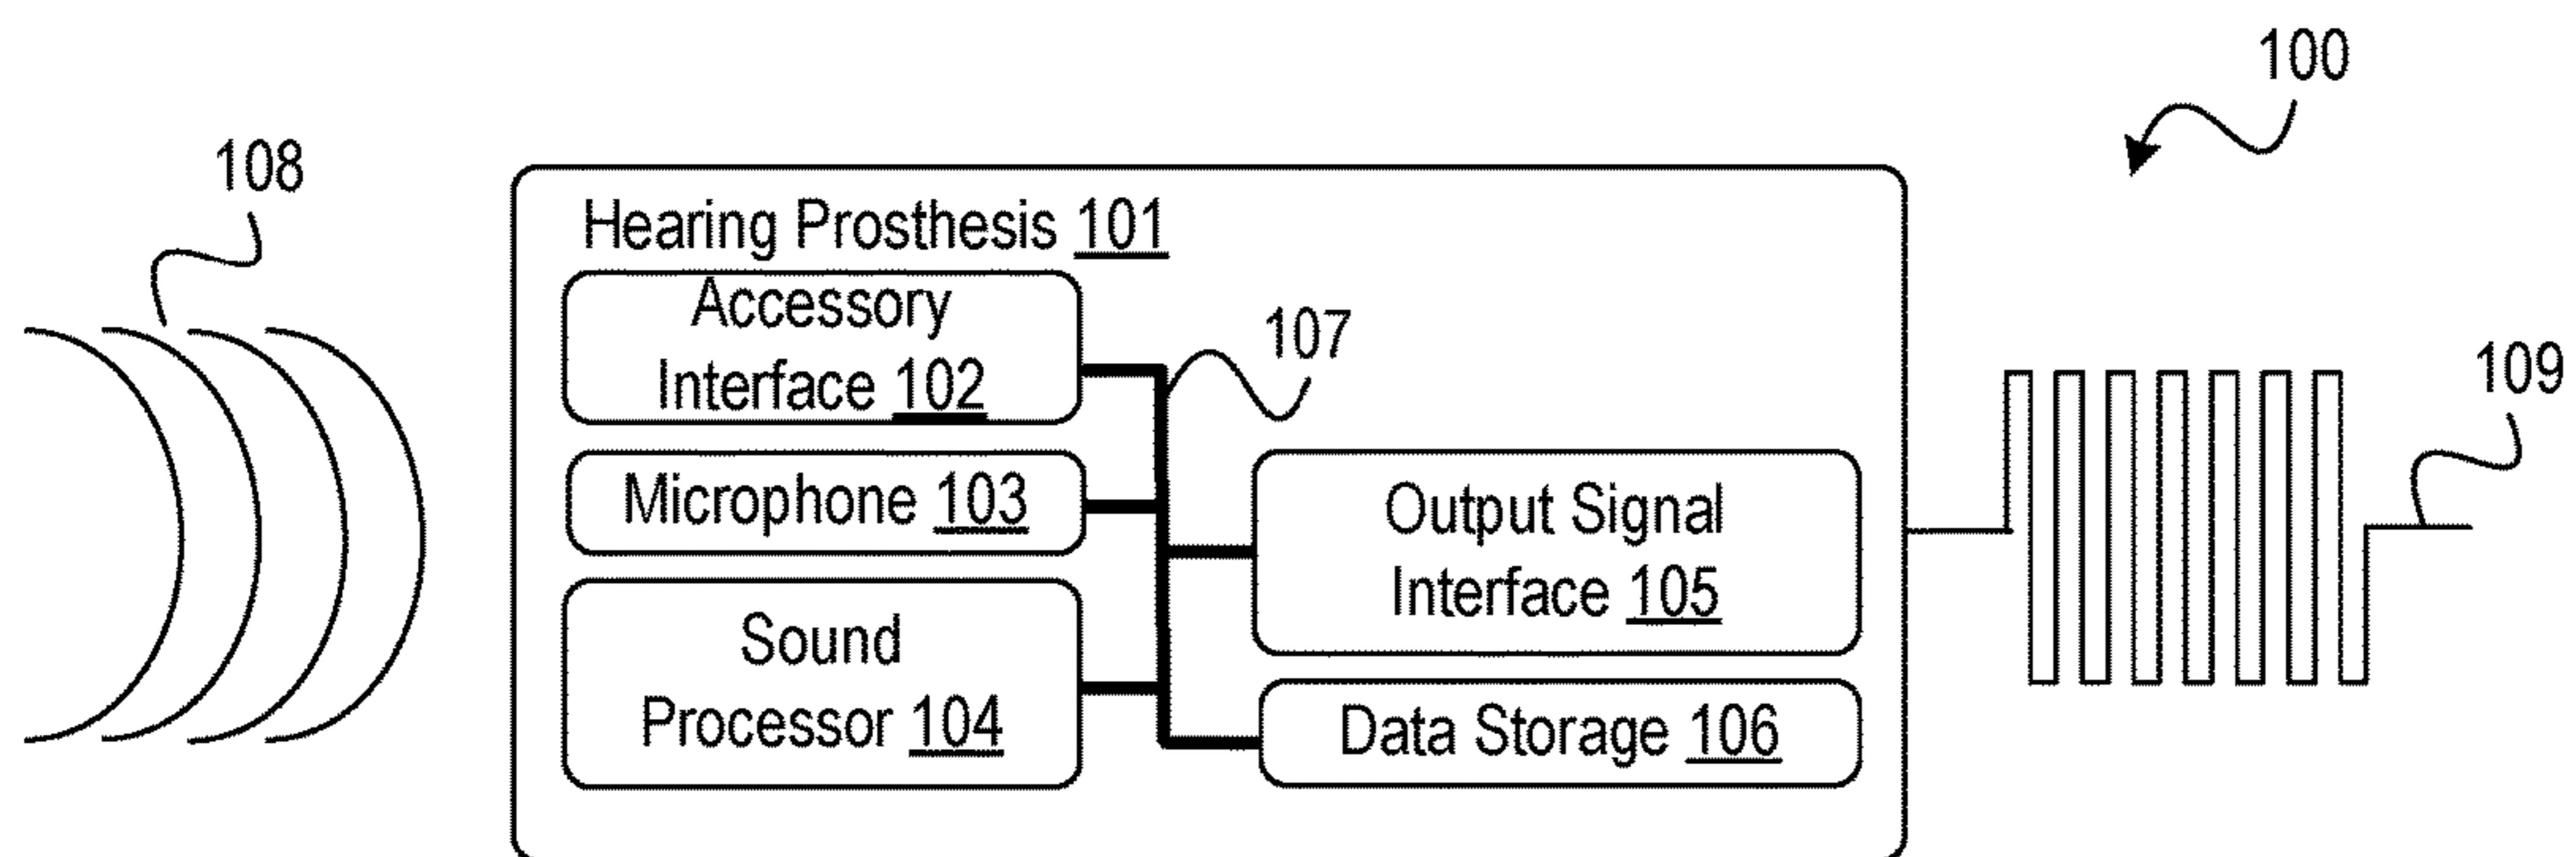 100
108
Hearing Prosthesis 101
Accessory
Interface 102
107
109
Microphone 103
Output Signal
Interface 105
Sound
Processor 104
Data Storage 106